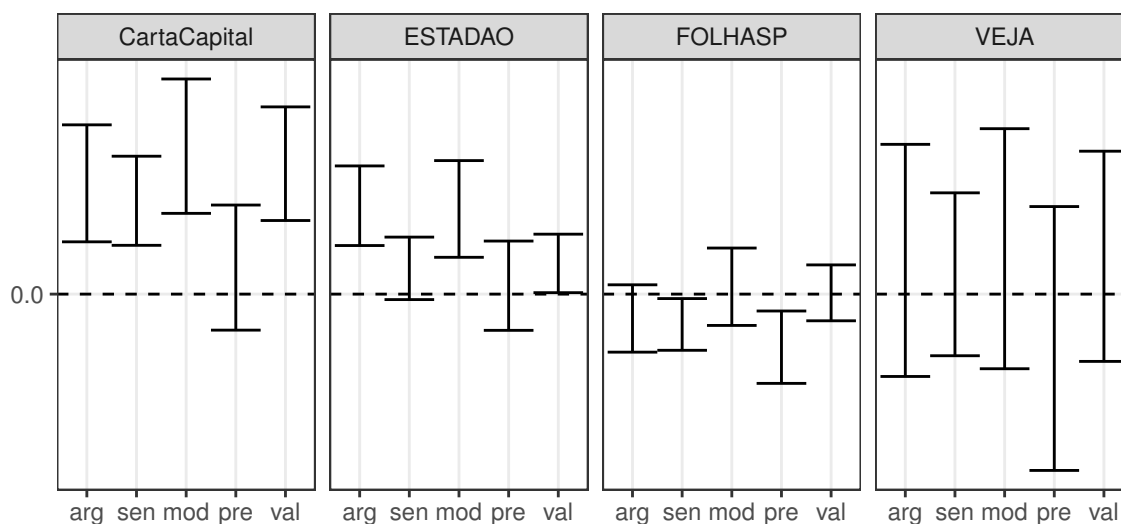 CartaCapital ESTADAO FOLHASP VEJA
0.0
arg sen mod pre val arg sen mod pre val arg sen mod pre val arg sen mod pre val